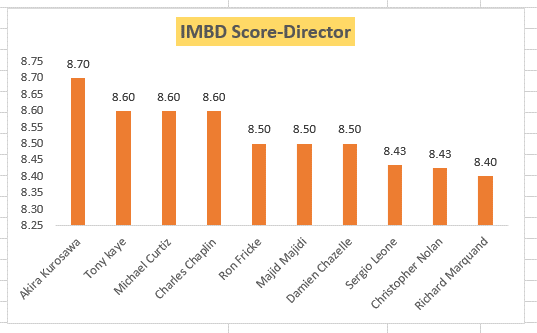 IMBD Score-Director
8.75
8.70
8.65
8.60
8.55
8.50
8.45
8.40
8.35
8.30
8.25
8.70
8.60
8.60
8.60
8.50
8.50
8.50
8.43
8.43
8.40
Akira Kurosawa
Tony kaye
Michael Curtiz
Charles Chaplin
Ron Fricke
Majid Majidi
Damien Chazelle
Sergio Leone
Christopher Nolan
Richard Marquand